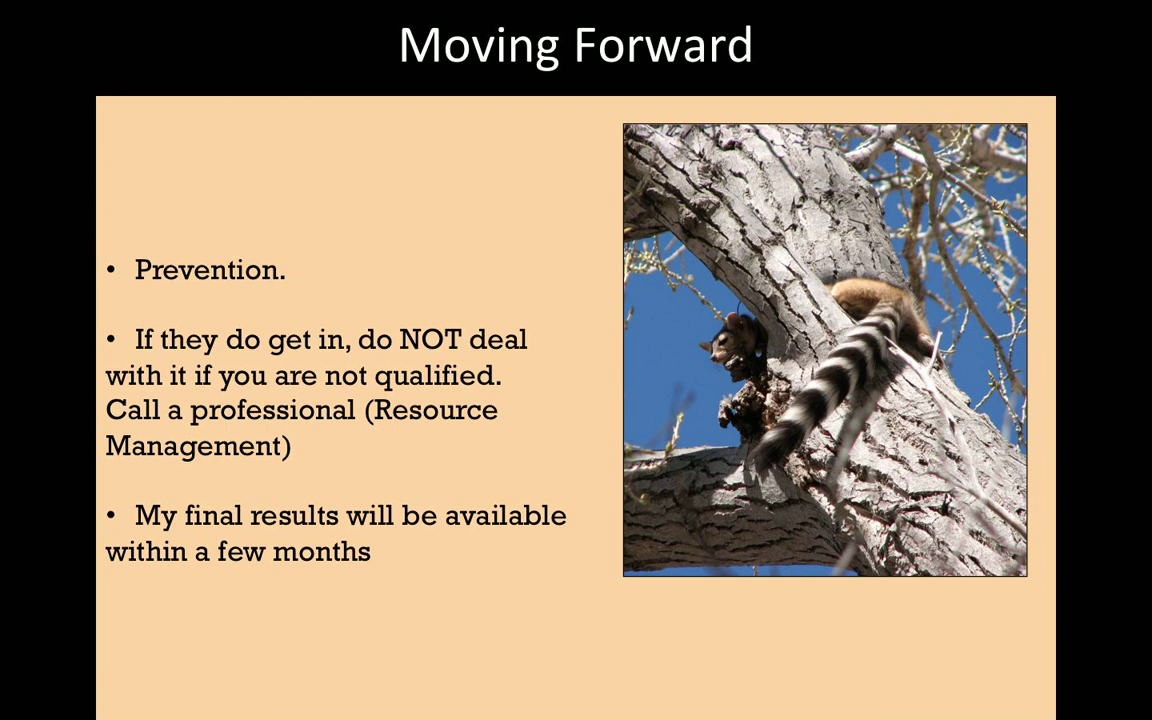 Moving Forward
• Prevention.
• If they do get in, do NOT deal
with it if you are not qualified.
Call a professional (Resource
Management)
• My final results will be available
within a few months